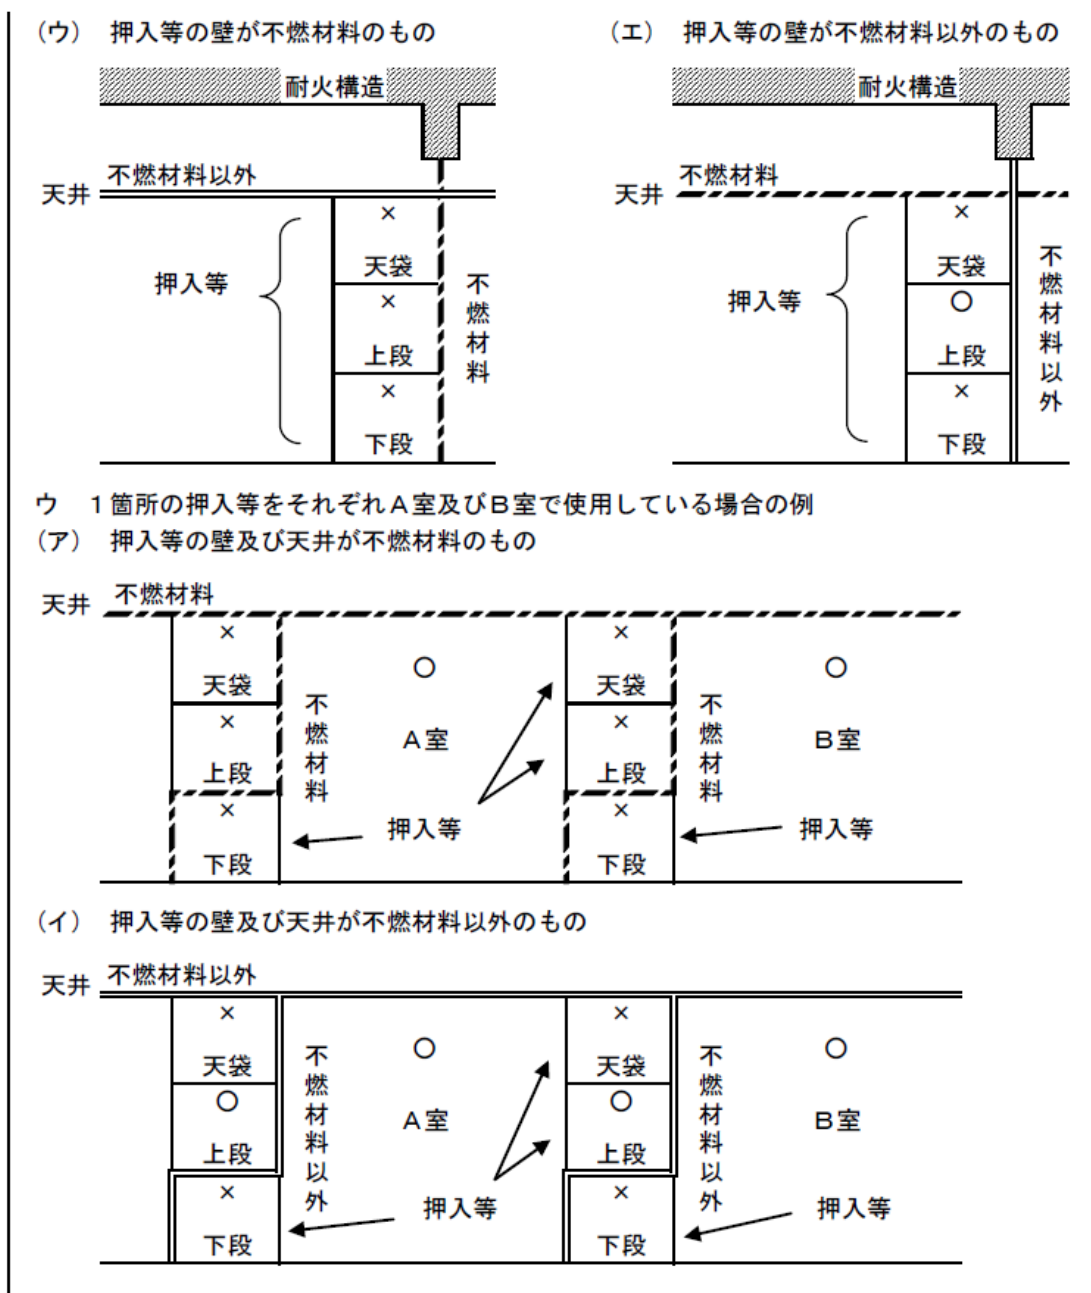 (ウ) 押入等の壁が不燃材料のもの
耐火構造
不燃材料以外
天井
×
天袋
押入等
×
上段
×
下段
不燃材料
(エ) 押入等の壁が不燃材料以外のもの
耐火構造
不燃材料
天井
×
天袋
押入等
○
上段
×
下段
不燃材料以外
ウ 1箇所の押入等をそれぞれA室及びB室で使用している場合の例
(ア) 押入等の壁及び天井が不燃材料のもの
不燃材料
天井
×
天袋
×
上段
×
下段
不燃材料
○
A室
押入等
×
天袋
×
上段
×
下段
不燃材料
○
B室
押入等
(イ) 押入等の壁及び天井が不燃材料以外のもの
不燃材料以外
天井
×
天袋
○
上段
×
下段
不燃材料以外
○
A室
押入等
×
天袋
○
上段
×
下段
不燃材料以外
○
B室
押入等